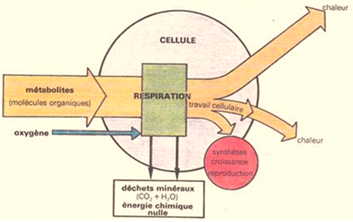 chaleur
CELLULE
métabolites
(molécules organiques)
RESPIRATION
travail cellulaire
oxygène
chaleur
synthèses
croissance
reproduction
déchets minéraux
(CO₂ + H₂O)
énergie chimique
nulle